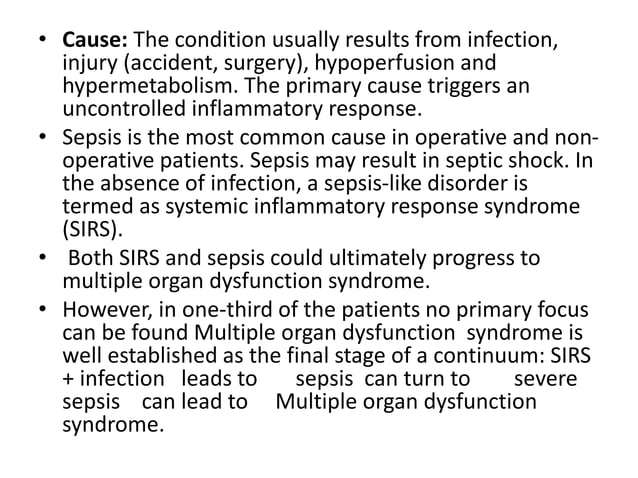 • Cause: The condition usually results from infection,
injury (accident, surgery), hypoperfusion and
hypermetabolism. The primary cause triggers an
uncontrolled inflammatory response.
• Sepsis is the most common cause in operative and non-
operative patients. Sepsis may result in septic shock. In
the absence of infection, a sepsis-like disorder is
termed as systemic inflammatory response syndrome
(SIRS).
• Both SIRS and sepsis could ultimately progress to
multiple organ dysfunction syndrome.
• However, in one-third of the patients no primary focus
can be found Multiple organ dysfunction syndrome is
well established as the final stage of a continuum: SIRS
+ infection leads to sepsis can turn to severe
sepsis can lead to Multiple organ dysfunction
syndrome.